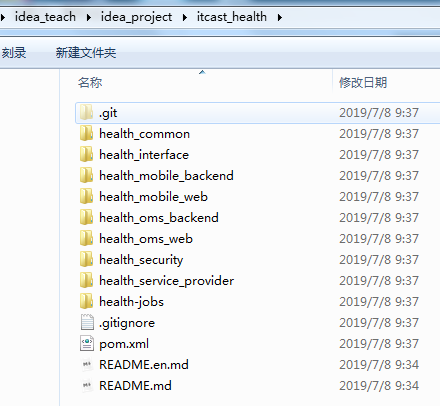 idea_teach idea_project itcast_health
刻录 新建文件夹
名称 修改日期
.git 2019/7/8 9:37
health_common 2019/7/8 9:37
health_interface 2019/7/8 9:37
health_mobile_backend 2019/7/8 9:37
health_mobile_web 2019/7/8 9:37
health_oms_backend 2019/7/8 9:37
health_oms_web 2019/7/8 9:37
health_security 2019/7/8 9:37
health_service_provider 2019/7/8 9:37
health-jobs 2019/7/8 9:37
.gitignore 2019/7/8 9:37
pom.xml 2019/7/8 9:37
README.en.md 2019/7/8 9:34
README.md 2019/7/8 9:34